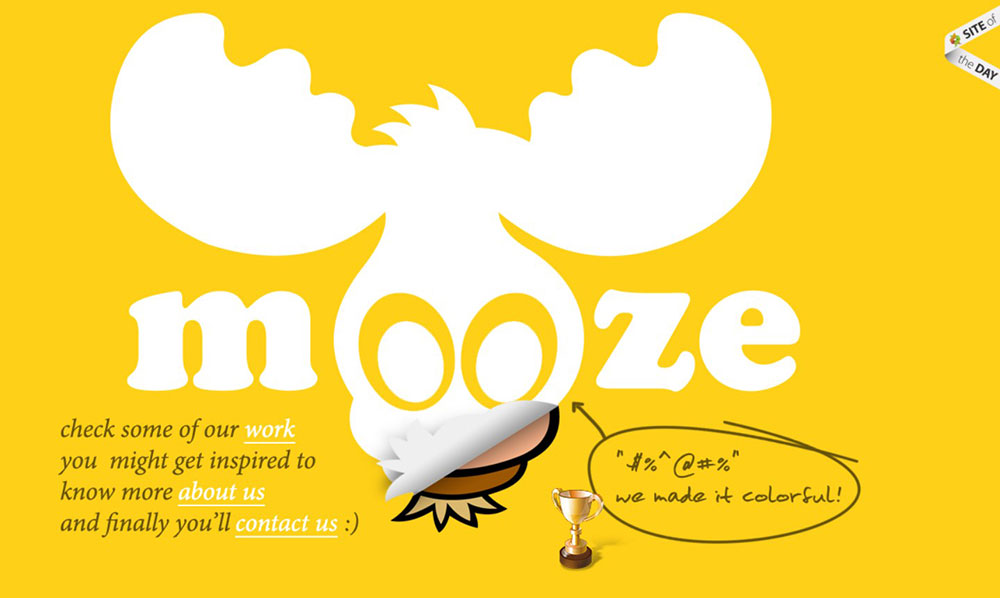 SITE of
the DAY
mooze
check some of our work
you might get inspired to
know more about us
and finally you'll contact us :)
"#%^@#%"
we made it colorful!